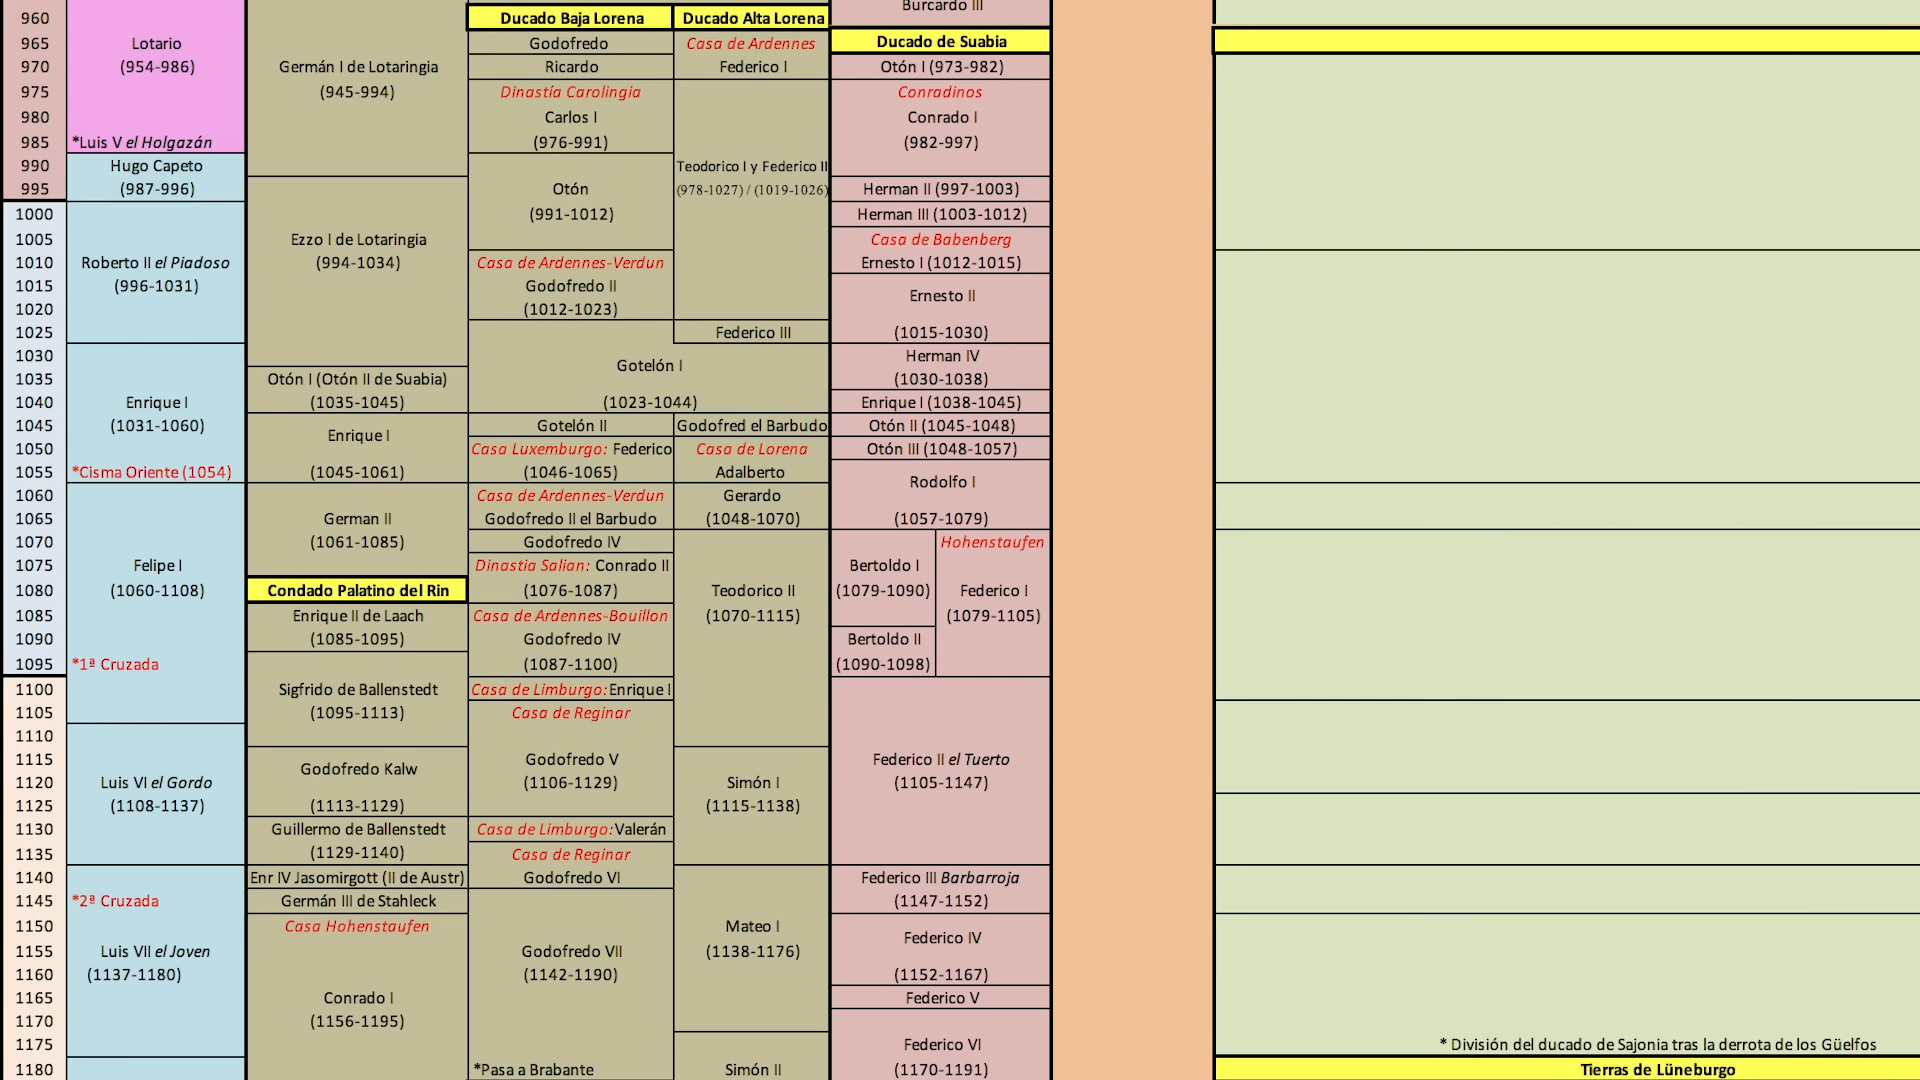 960
965
970
975
980
985
990
995
1000
1005
1010
1015
1020
1025
1030
1035
1040
1045
1050
1055
1060
1065
1070
1075
1080
1085
1090
1095
1100
1105
1110
1115
1120
1125
1130
1135
1140
1145
1150
1155
1160
1165
1170
1175
1180
Lotario
(954-986)
*Luis V el Holgazán
Hugo Capeto
(987-996)
Roberto II el Piadoso
(996-1031)
Enrique I
(1031-1060)
*Cisma Oriente (1054)
Felipe I
(1060-1108)
*1ª Cruzada
Luis VI el Gordo
(1108-1137)
*2ª Cruzada
Luis VII el Joven
(1137-1180)
Germán I de Lotaringia
(945-994)
Ezzo I de Lotaringia
(994-1034)
Otón I (Otón II de Suabia)
(1035-1045)
Enrique I
(1045-1061)
German II
(1061-1085)
Condado Palatino del Rin
Enrique II de Laach
(1085-1095)
Sigfrido de Ballenstedt
(1095-1113)
Godofredo Kalw
(1113-1129)
Guillermo de Ballenstedt
(1129-1140)
Enr IV Jasomirgott (II de Austr)
Germán III de Stahleck
Casa Hohenstaufen
Conrado I
(1156-1195)
Ducado Baja Lorena
Godofredo
Ricardo
Dinastía Carolingia
Carlos I
(976-991)
Otón
(991-1012)
Casa de Ardennes-Verdun
Godofredo II
(1012-1023)
Gotelón I
(1023-1044)
Gotelón II
Casa Luxemburgo: Federico
(1046-1065)
Casa de Ardennes-Verdun
Godofredo II el Barbudo
Godofredo IV
Dinastia Salian: Conrado II
(1076-1087)
Casa de Ardennes-Bouillon
Godofredo IV
(1087-1100)
Casa de Limburgo: Enrique I
Casa de Reginar
Godofredo V
(1106-1129)
Casa de Limburgo: Valerán
Casa de Reginar
Godofredo VI
Godofredo VII
(1142-1190)
*Pasa a Brabante
Ducado Alta Lorena
Casa de Ardennes
Federico I
Teodorico I y Federico II
(978-1027) / (1019-1026)
Federico III
Godofred el Barbudo
Casa de Lorena
Adalberto
Gerardo
(1048-1070)
Teodorico II
(1070-1115)
Simón I
(1115-1138)
Mateo I
(1138-1176)
Simón II
Burcardo III
Ducado de Suabia
Otón I (973-982)
Conradinos
Conrado I
(982-997)
Herman II (997-1003)
Herman III (1003-1012)
Casa de Babenberg
Ernesto I (1012-1015)
Ernesto II
(1015-1030)
Herman IV
(1030-1038)
Enrique I (1038-1045)
Otón II (1045-1048)
Otón III (1048-1057)
Rodolfo I
(1057-1079)
Bertoldo I
(1079-1090)
Bertoldo II
(1090-1098)
Hohenstaufen
Federico I
(1079-1105)
Federico II el Tuerto
(1105-1147)
Federico III Barbarroja
(1147-1152)
Federico IV
(1152-1167)
Federico V
Federico VI
(1170-1191)
* División del ducado de Sajonia tras la derrota de los Güelfos
Tierras de Lüneburgo